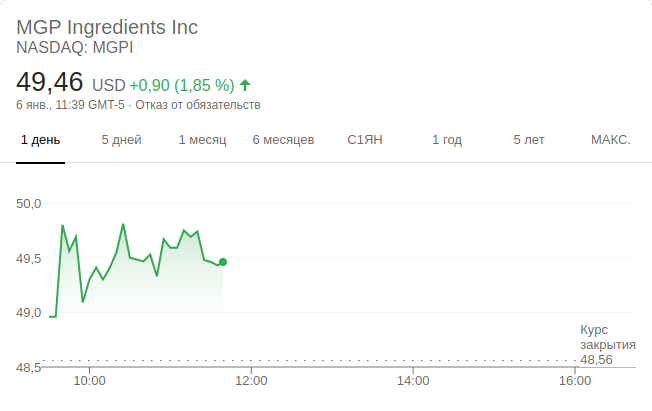 MGP Ingredients Inc
NASDAQ: MGPI
49,46 USD +0,90 (1,85 %)
6 янв., 11:39 GMT-5 · Отказ от обязательств
1 день 5 дней 1 месяц 6 месяцев С1ЯН 1 год 5 лет МАКС.
50,0
49,5
49,0
Курс
закрытия
48,56
48,5
10:00 12:00 14:00 16:00